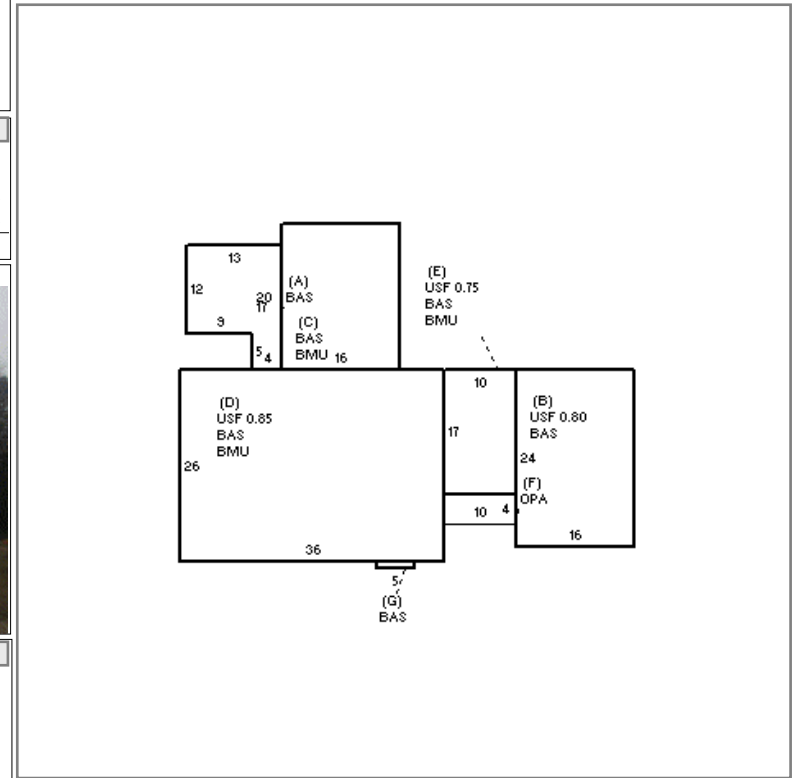 13
12
20
17
(A)
BAS
9
(C)
BAS
BMU 16
5
4
(E)
USF 0.75
BAS
BMU
10
(D)
USF 0.85
BAS
BMU
26
17
(B)
USF 0.80
BAS
24
(F)
OPA
10 4
16
36
5
(G)
BAS